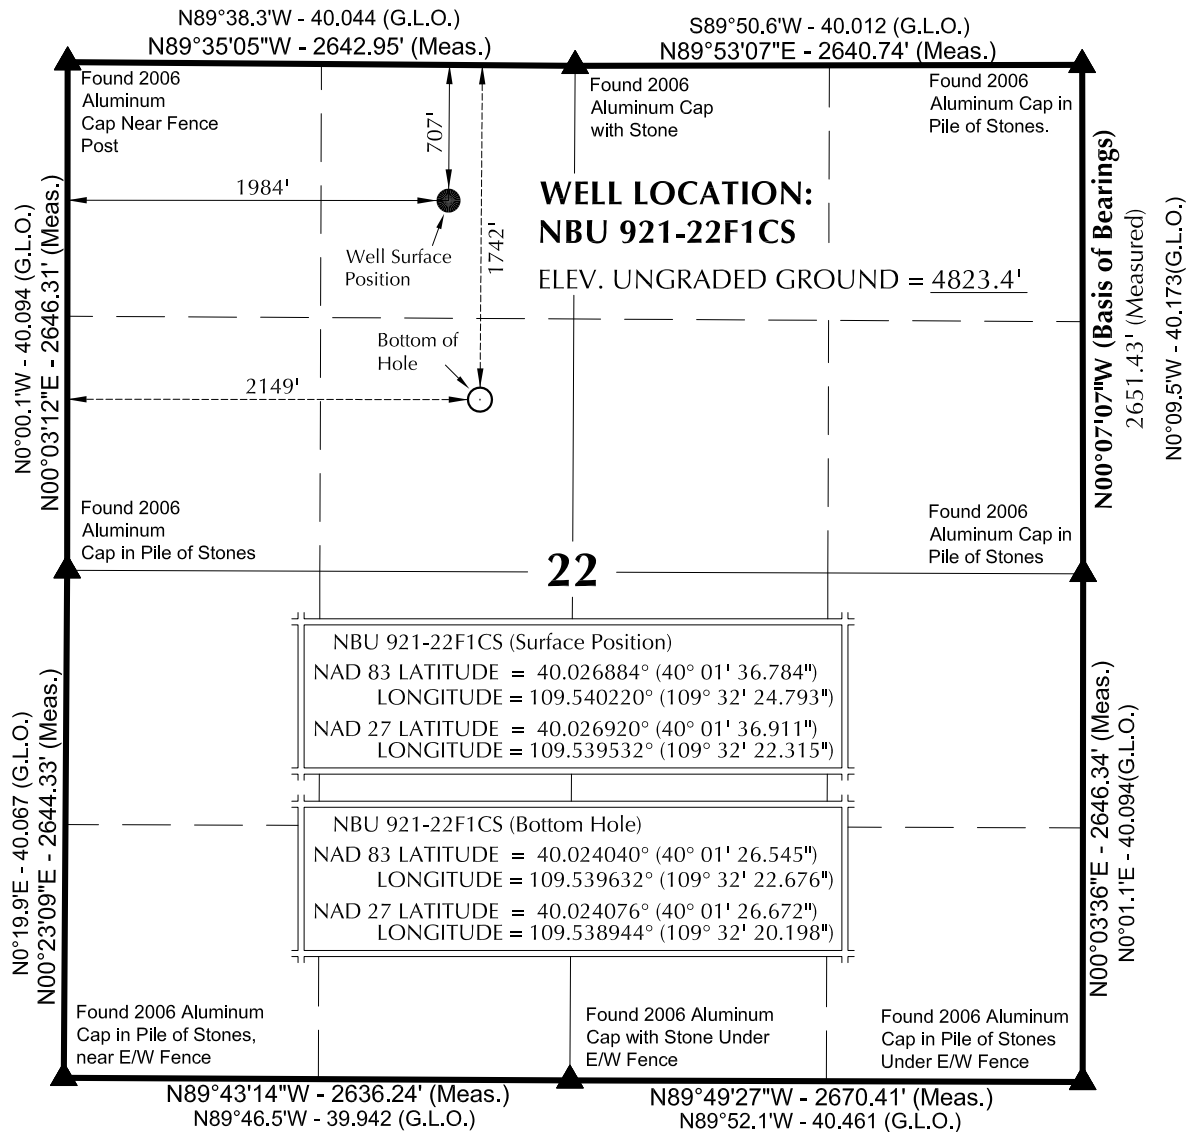 N89°38.3'W - 40.044 (G.L.O.)
N89°35'05"W - 2642.95' (Meas.)
S89°50.6'W - 40.012 (G.L.O.)
N89°53'07"E - 2640.74' (Meas.)
Found 2006
Aluminum
Cap Near Fence
Post
Found 2006
Aluminum Cap
with Stone
Found 2006
Aluminum Cap in
Pile of Stones.
707'
1984'
1742'
Well Surface
Position
WELL LOCATION:
NBU 921-22F1CS
ELEV. UNGRADED GROUND = 4823.4'
Bottom of
Hole
2149'
N0°00.1'W - 40.094 (G.L.O.)
N00°03'12"E - 2646.31' (Meas.)
N00°07'07"W (Basis of Bearings)
2651.43' (Measured)
N0°09.5'W - 40.173(G.L.O.)
Found 2006
Aluminum
Cap in Pile of Stones
Found 2006
Aluminum Cap in
Pile of Stones
22
NBU 921-22F1CS (Surface Position)
NAD 83 LATITUDE = 40.026884° (40° 01' 36.784")
LONGITUDE = 109.540220° (109° 32' 24.793")
NAD 27 LATITUDE = 40.026920° (40° 01' 36.911")
LONGITUDE = 109.539532° (109° 32' 22.315")
NBU 921-22F1CS (Bottom Hole)
NAD 83 LATITUDE = 40.024040° (40° 01' 26.545")
LONGITUDE = 109.539632° (109° 32' 22.676")
NAD 27 LATITUDE = 40.024076° (40° 01' 26.672")
LONGITUDE = 109.538944° (109° 32' 20.198")
N0°19.9'E - 40.067 (G.L.O.)
N00°23'09"E - 2644.33' (Meas.)
N00°03'36"E - 2646.34' (Meas.)
N0°01.1'E - 40.094(G.L.O.)
Found 2006 Aluminum
Cap in Pile of Stones,
near E/W Fence
Found 2006 Aluminum
Cap with Stone Under
E/W Fence
Found 2006 Aluminum
Cap in Pile of Stones
Under E/W Fence
N89°43'14"W - 2636.24' (Meas.)
N89°46.5'W - 39.942 (G.L.O.)
N89°49'27"W - 2670.41' (Meas.)
N89°52.1'W - 40.461 (G.L.O.)